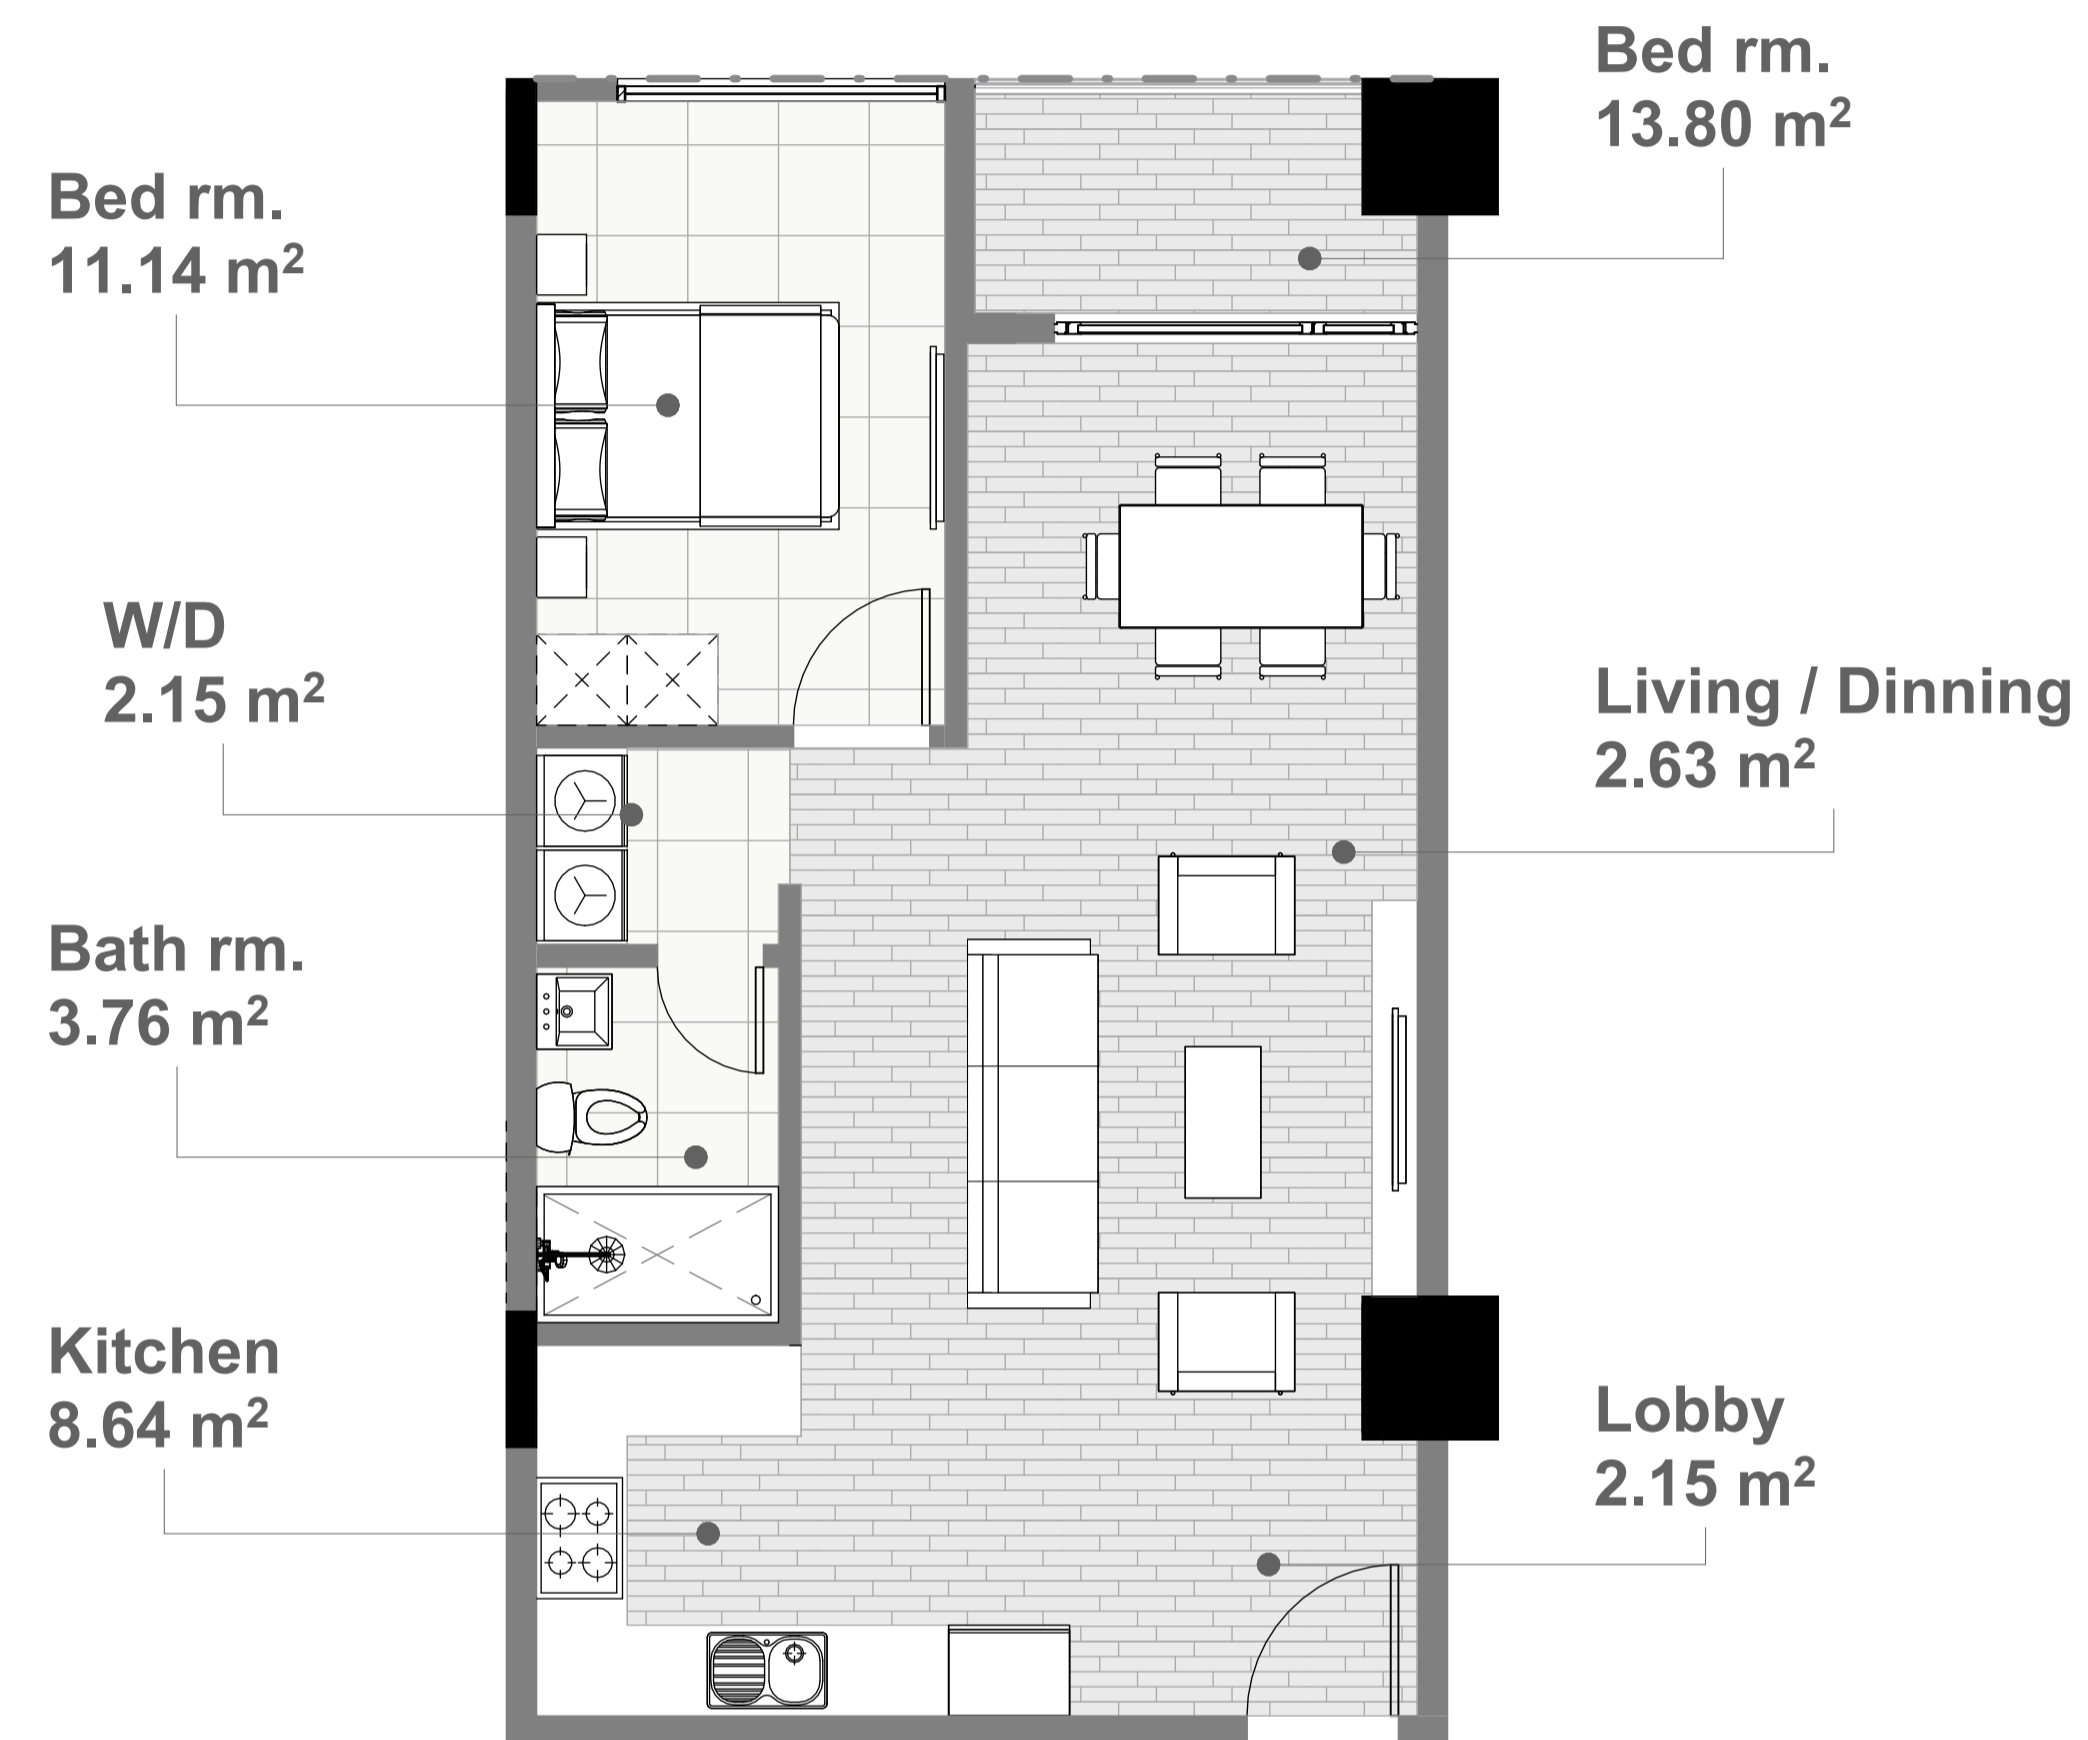 Bed rm.
13.80 m²
Bed rm.
11.14 m²
W/D
2.15 m²
Living / Dinning
2.63 m²
Bath rm.
3.76 m²
Kitchen
8.64 m²
Lobby
2.15 m²